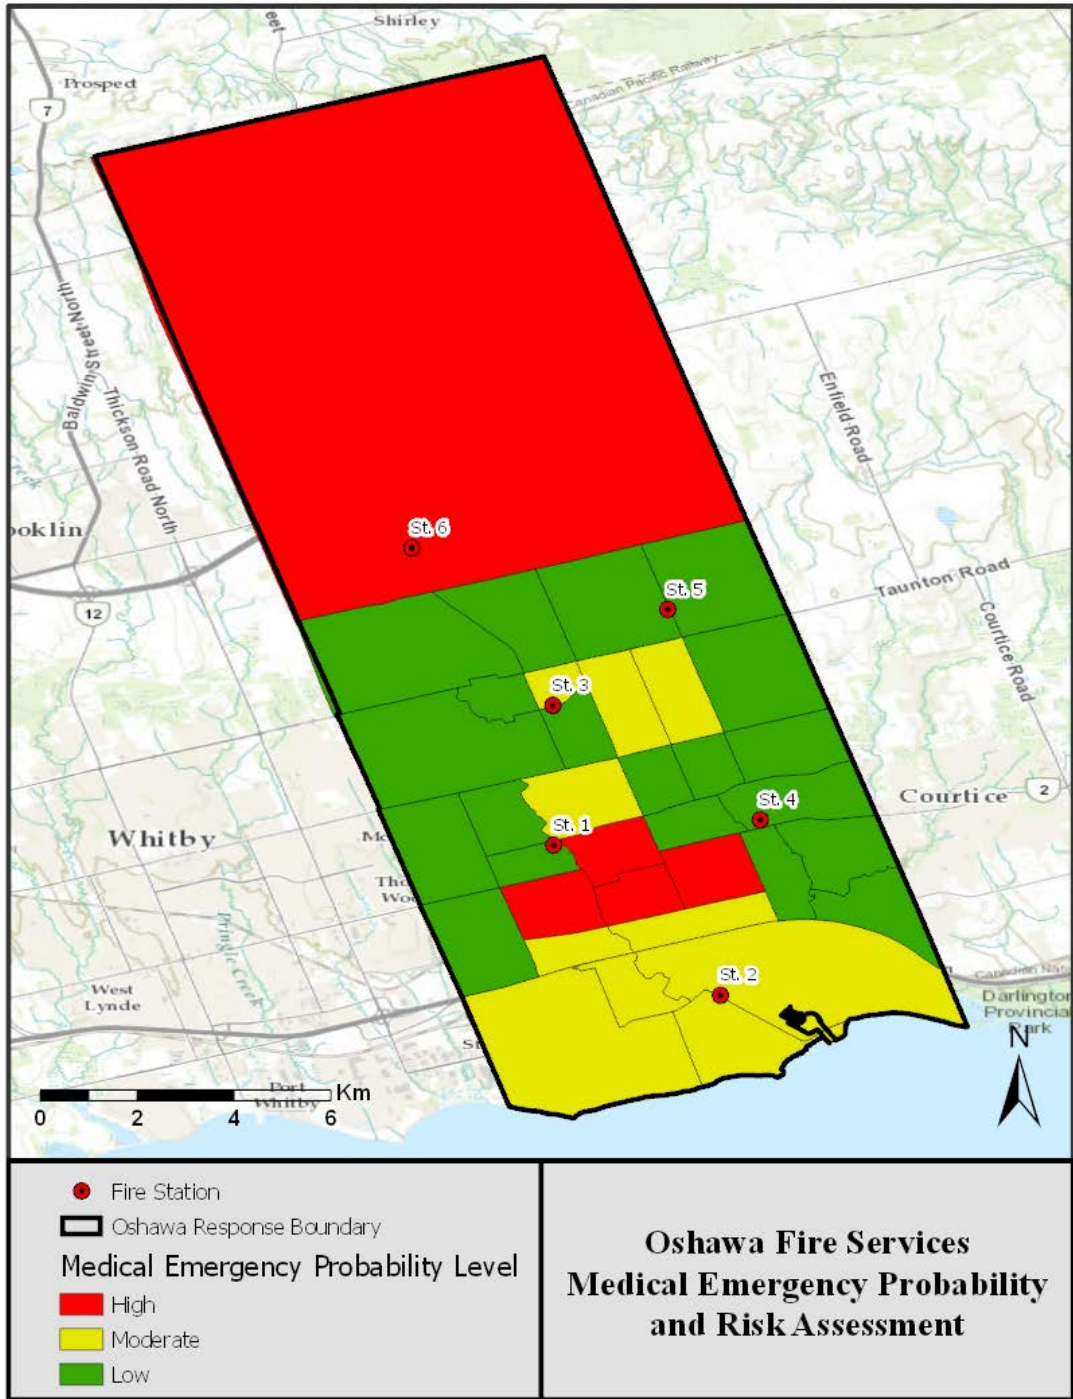 Shirley
Prospect
7
Canadian Pacific Railway
Baldwin Street North
Thickson Road North
Enfield Road
ooklin
12
St. 6
St. 5
Taunton Road
Courtice Road
St. 3
2
Courtice
St. 4
Whitby
St. 1
Pringle Creek
West
Lynde
St. 2
Darlington
Provincial
Park
N
Port
Whitby
Km
0 2 4 6
Fire Station
Oshawa Response Boundary
Medical Emergency Probability Level
High
Moderate
Low
Oshawa Fire Services
Medical Emergency Probability
and Risk Assessment